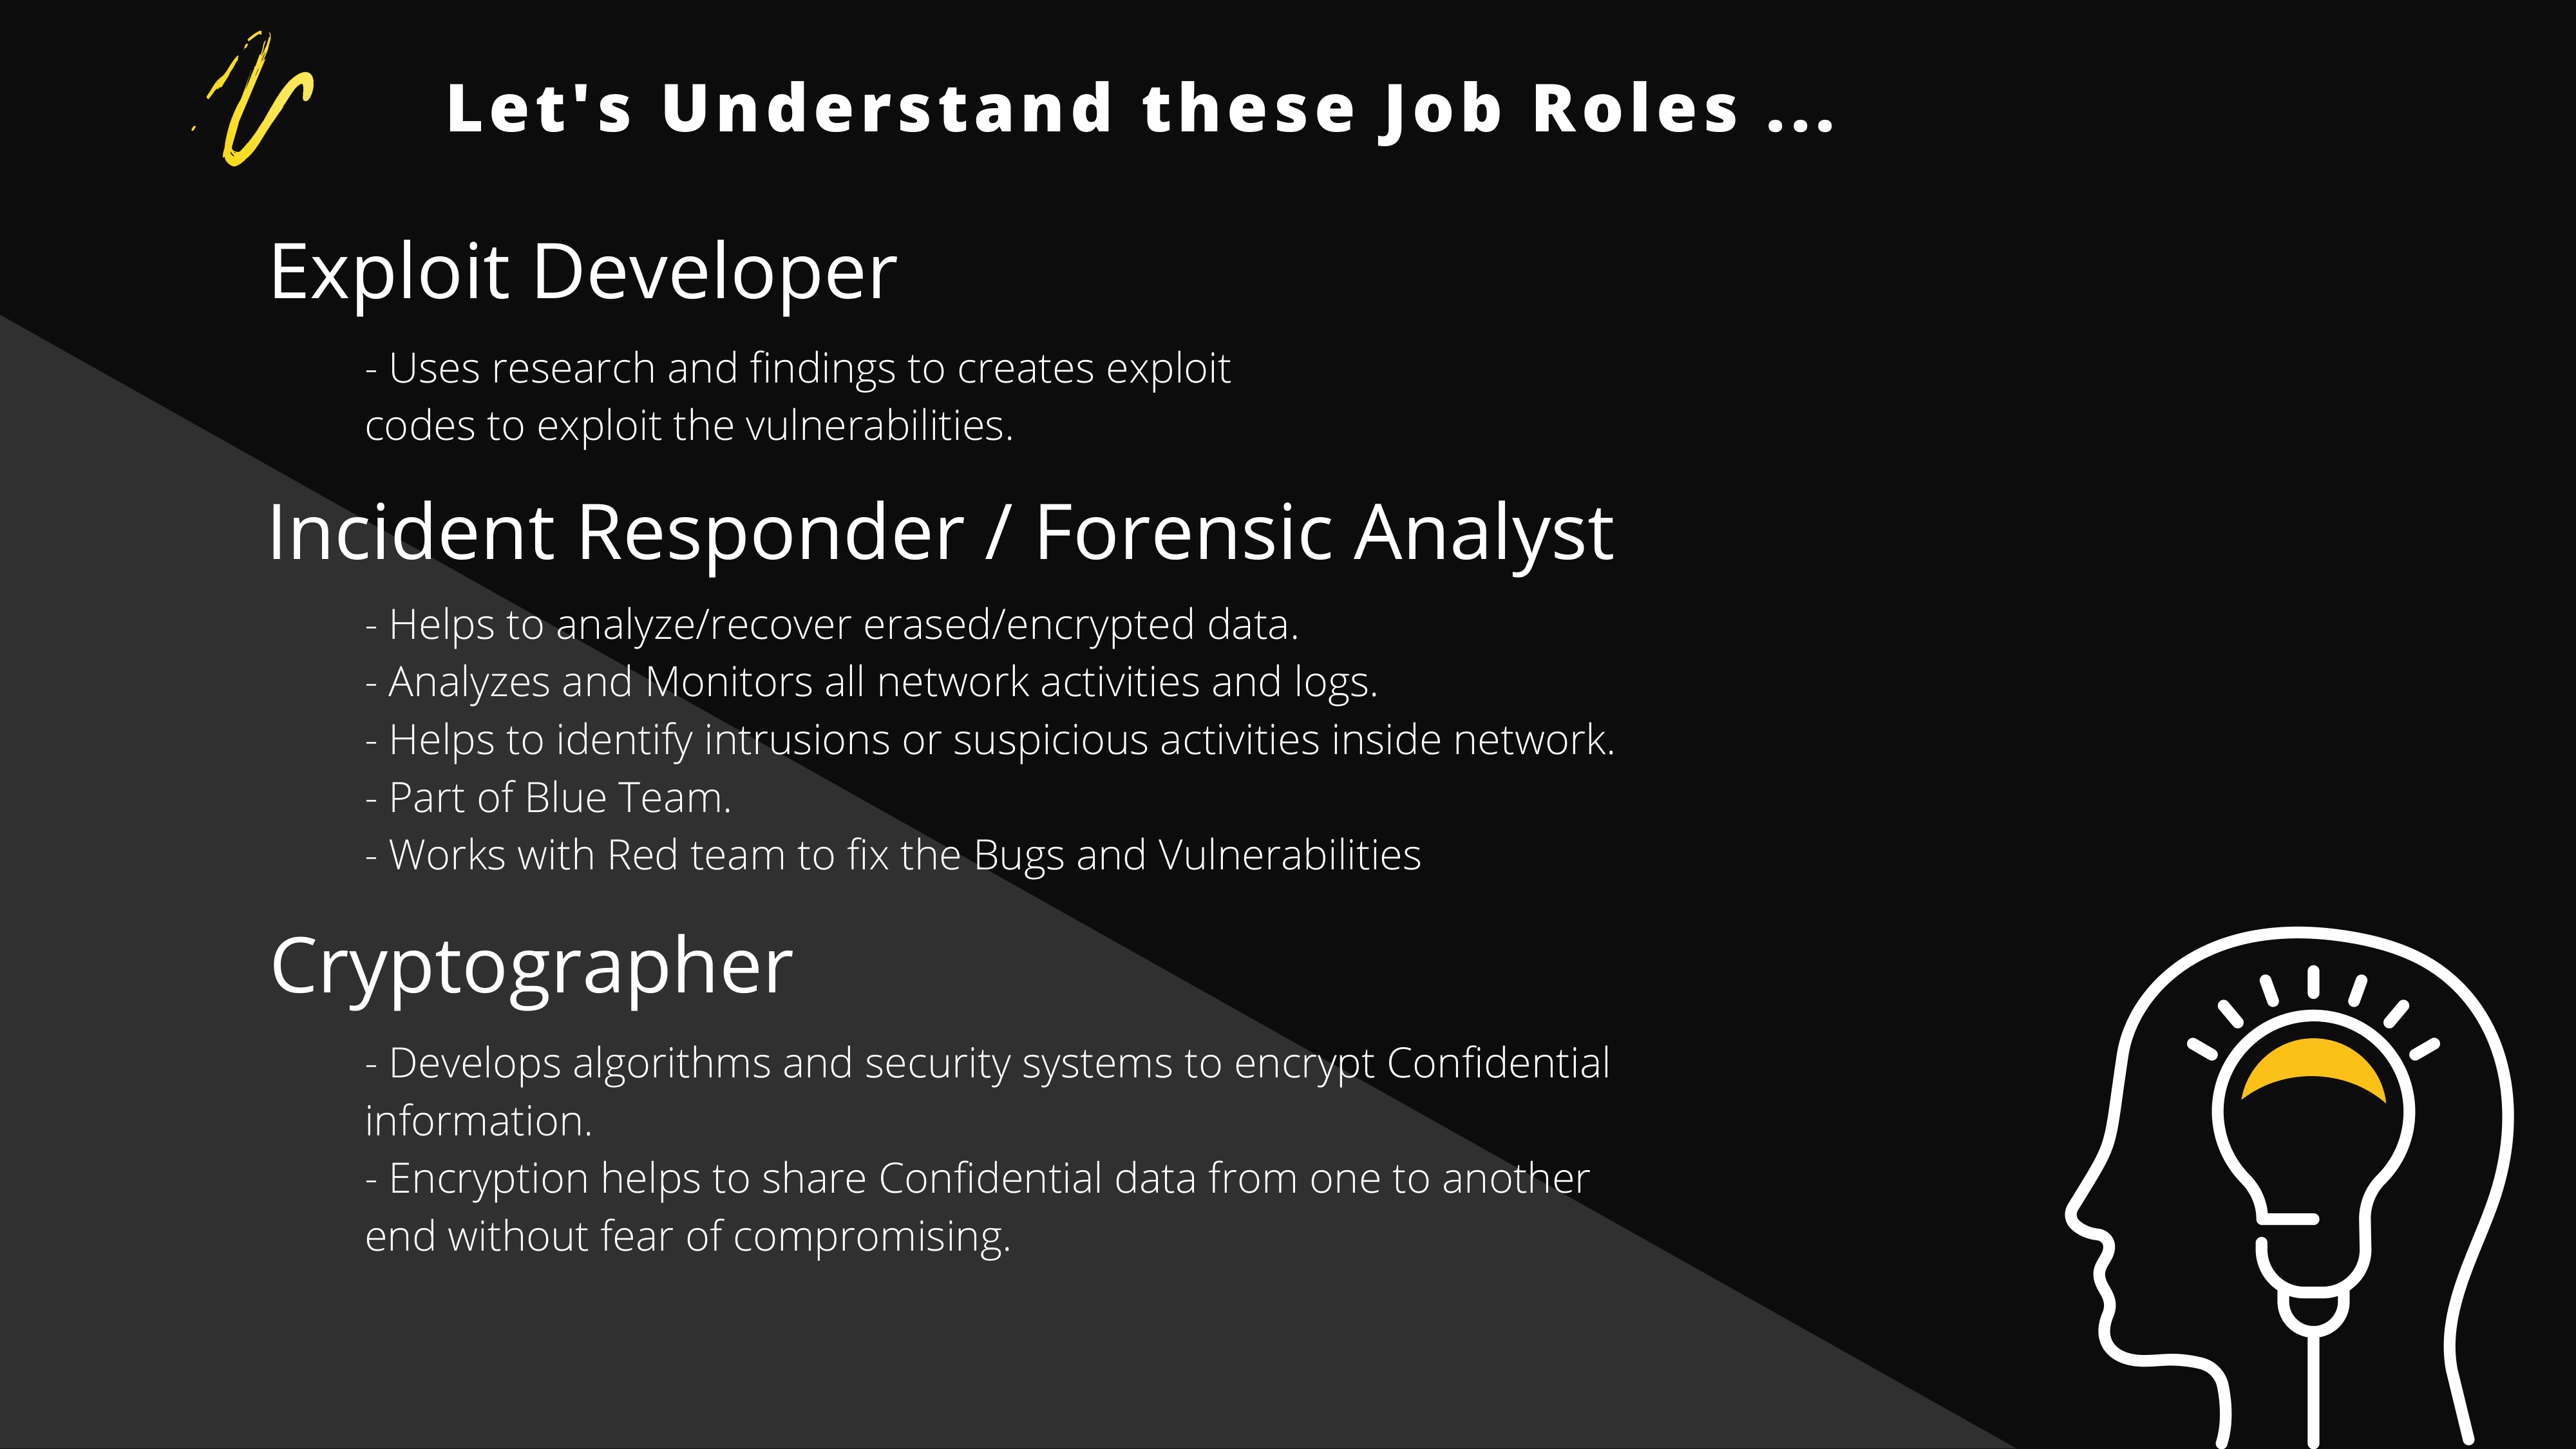 Let's Understand these Job Roles ...
Exploit Developer
- Uses research and findings to creates exploit
codes to exploit the vulnerabilities.
Incident Responder / Forensic Analyst
- Helps to analyze/recover erased/encrypted data.
- Analyzes and Monitors all network activities and logs.
- Helps to identify intrusions or suspicious activities inside network.
- Part of Blue Team.
- Works with Red team to fix the Bugs and Vulnerabilities
Cryptographer
- Develops algorithms and security systems to encrypt Confidential
information.
- Encryption helps to share Confidential data from one to another
end without fear of compromising.